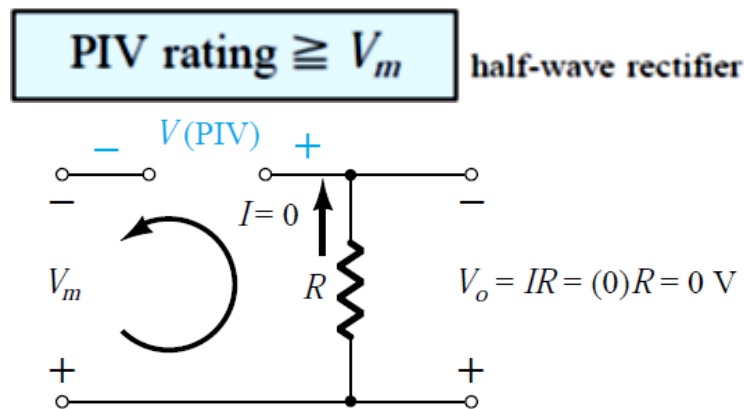 PIV rating ≧ Vm
half-wave rectifier
− V(PIV) +
− −
I = 0
Vm
R
Vo = IR = (0)R = 0 V
+ +